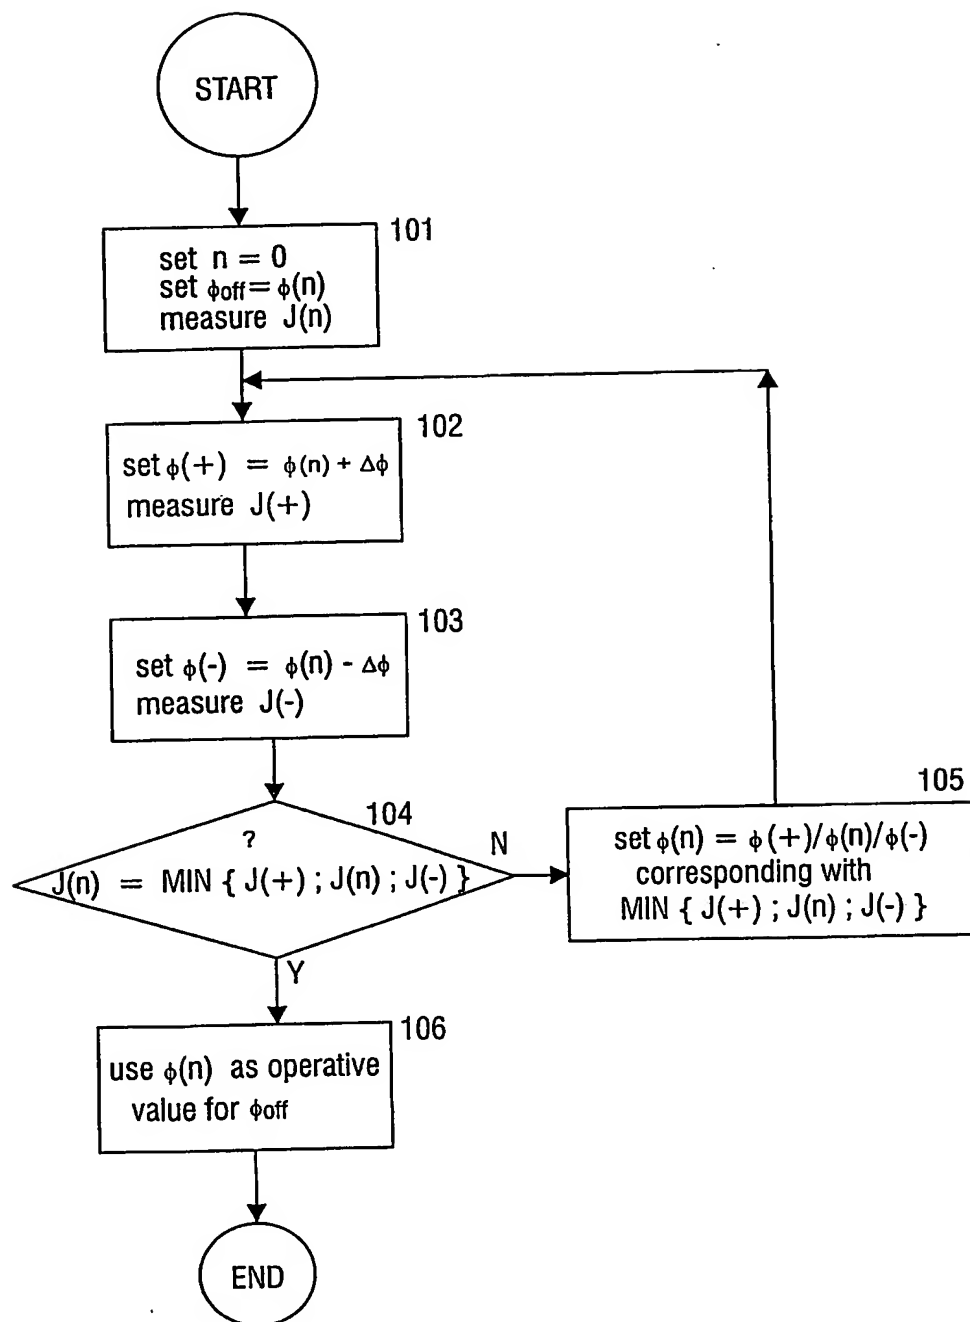 START
101
set n = 0
set ϕoff = ϕ(n)
measure J(n)
102
set ϕ(+) = ϕ(n) + Δϕ
measure J(+)
103
set ϕ(-) = ϕ(n) - Δϕ
measure J(-)
104
?
J(n) = MIN { J(+) ; J(n) ; J(-) }
N
105
set ϕ(n) = ϕ(+)/ϕ(n)/ϕ(-)
corresponding with
MIN { J(+) ; J(n) ; J(-) }
Y
106
use ϕ(n) as operative
value for ϕoff
END